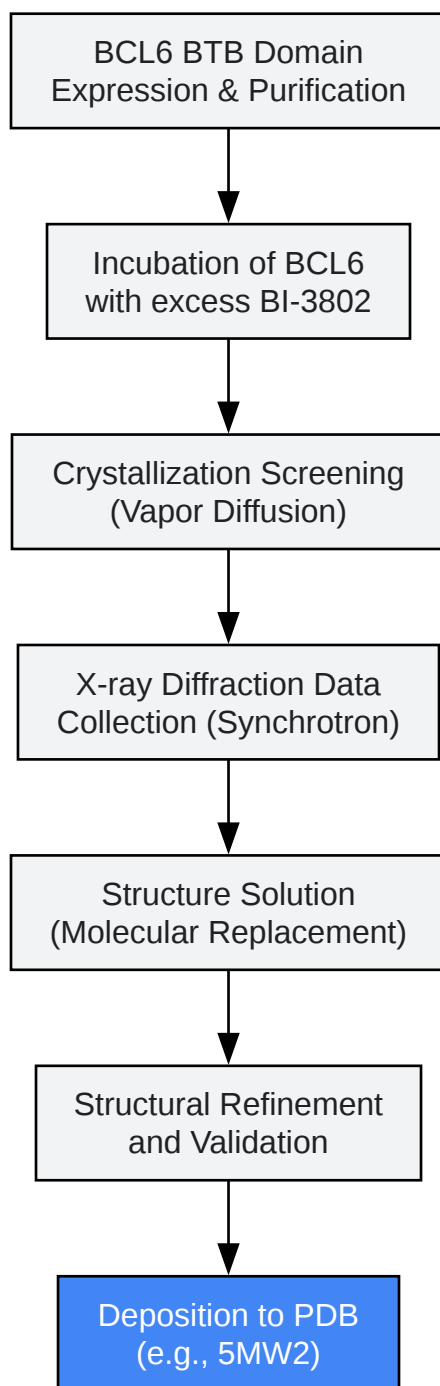 BCL6 BTB Domain
Expression & Purification
Incubation of BCL6
with excess BI-3802
Crystallization Screening
(Vapor Diffusion)
X-ray Diffraction Data
Collection (Synchrotron)
Structure Solution
(Molecular Replacement)
Structural Refinement
and Validation
Deposition to PDB
(e.g., 5MW2)